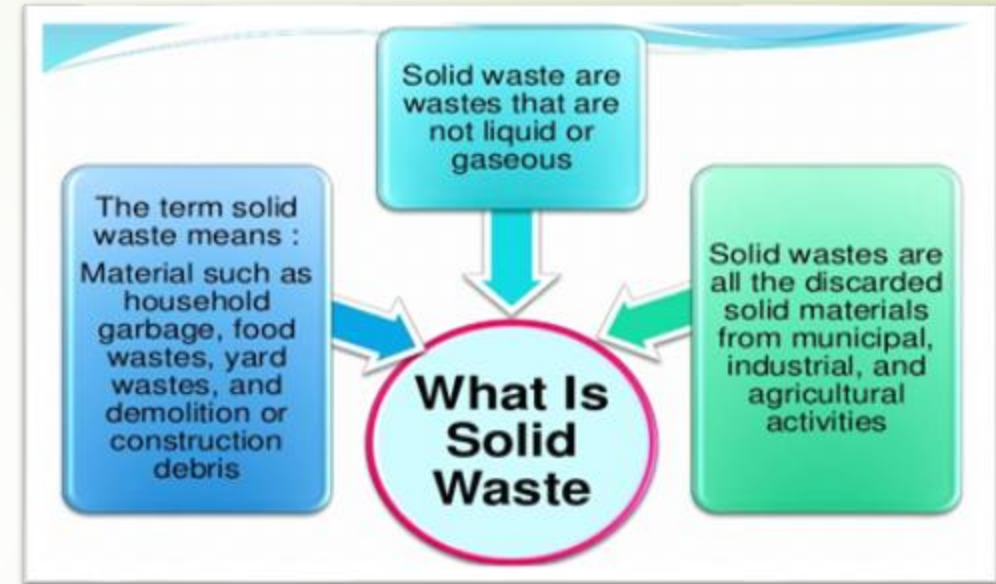 Solid waste are
wastes that are
not liquid or
gaseous
The term solid
waste means :
Material such as
household
garbage, food
wastes, yard
wastes, and
demolition or
construction
debris
Solid wastes are
all the discarded
solid materials
from municipal,
industrial, and
agricultural
activities
What Is
Solid
Waste